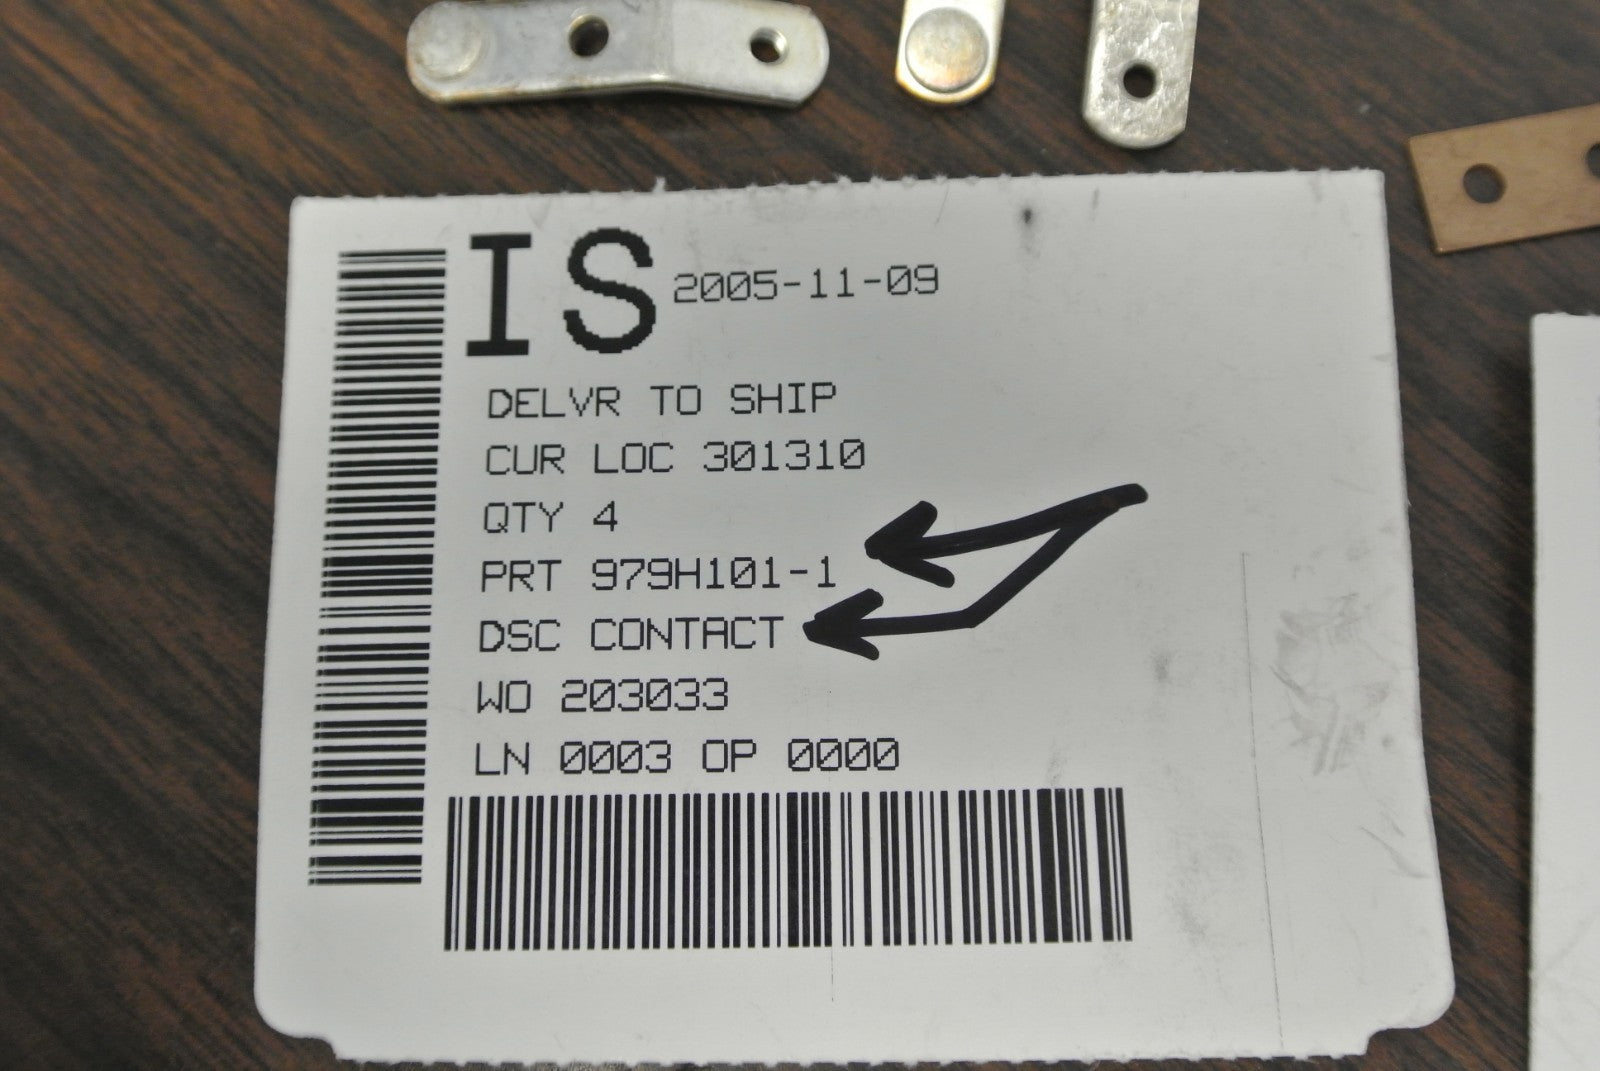 IS 2005-11-09
DELVR TO SHIP
CUR LOC 301310
QTY 4
PRT 979H101-1
DSC CONTACT
WO 203033
LN 0003 OP 0000